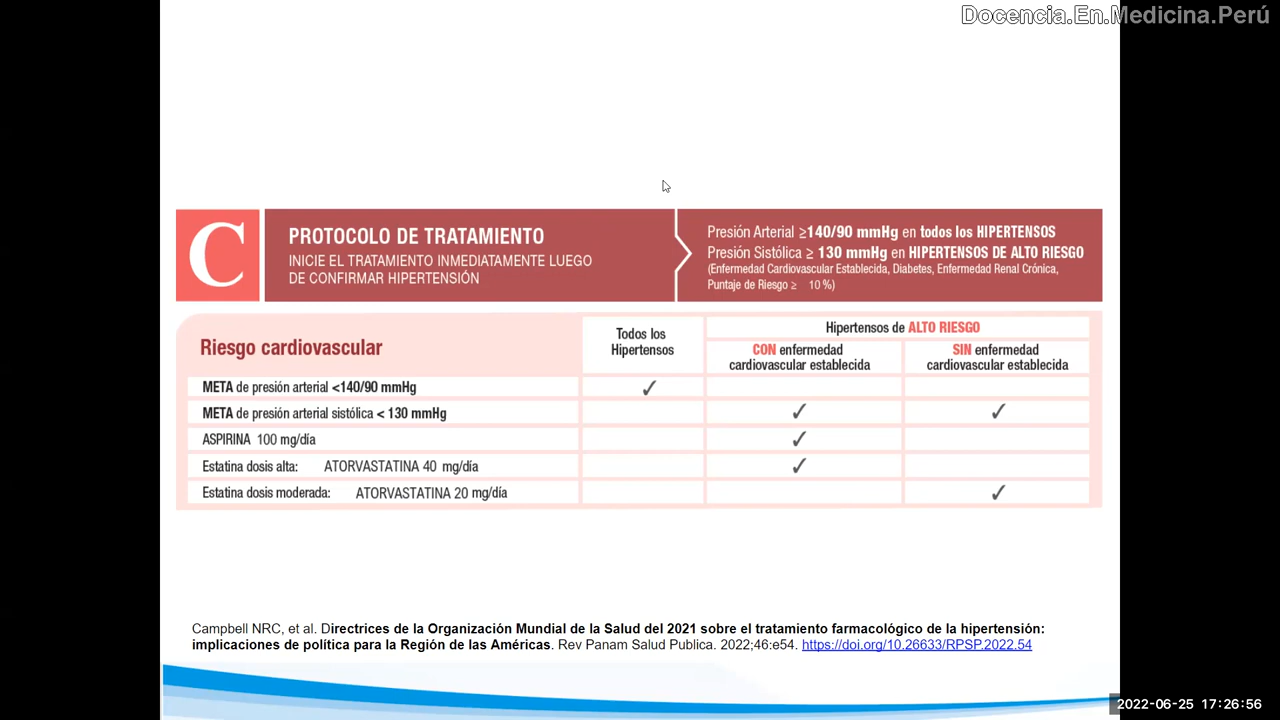 Docencia.En.Medicina.Perú
C
PROTOCOLO DE TRATAMIENTO
INICIE EL TRATAMIENTO INMEDIATAMENTE LUEGO
DE CONFIRMAR HIPERTENSIÓN
Presión Arterial ≥140/90 mmHg en todos los HIPERTENSOS
Presión Sistólica ≥ 130 mmHg en HIPERTENSOS DE ALTO RIESGO
(Enfermedad Cardiovascular Establecida, Diabetes, Enfermedad Renal Crónica,
Puntaje de Riesgo ≥ 10 %)
Riesgo cardiovascular
Todos los
Hipertensos
Hipertensos de ALTO RIESGO
CON enfermedad
cardiovascular establecida
SIN enfermedad
cardiovascular establecida
META de presión arterial <140/90 mmHg ✓
META de presión arterial sistólica < 130 mmHg ✓ ✓
ASPIRINA 100 mg/día ✓
Estatina dosis alta: ATORVASTATINA 40 mg/día ✓
Estatina dosis moderada: ATORVASTATINA 20 mg/día ✓
Campbell NRC, et al. Directrices de la Organización Mundial de la Salud del 2021 sobre el tratamiento farmacológico de la hipertensión:
implicaciones de política para la Región de las Américas. Rev Panam Salud Publica. 2022;46:e54. https://doi.org/10.26633/RPSP.2022.54
2022-06-25 17:26:56